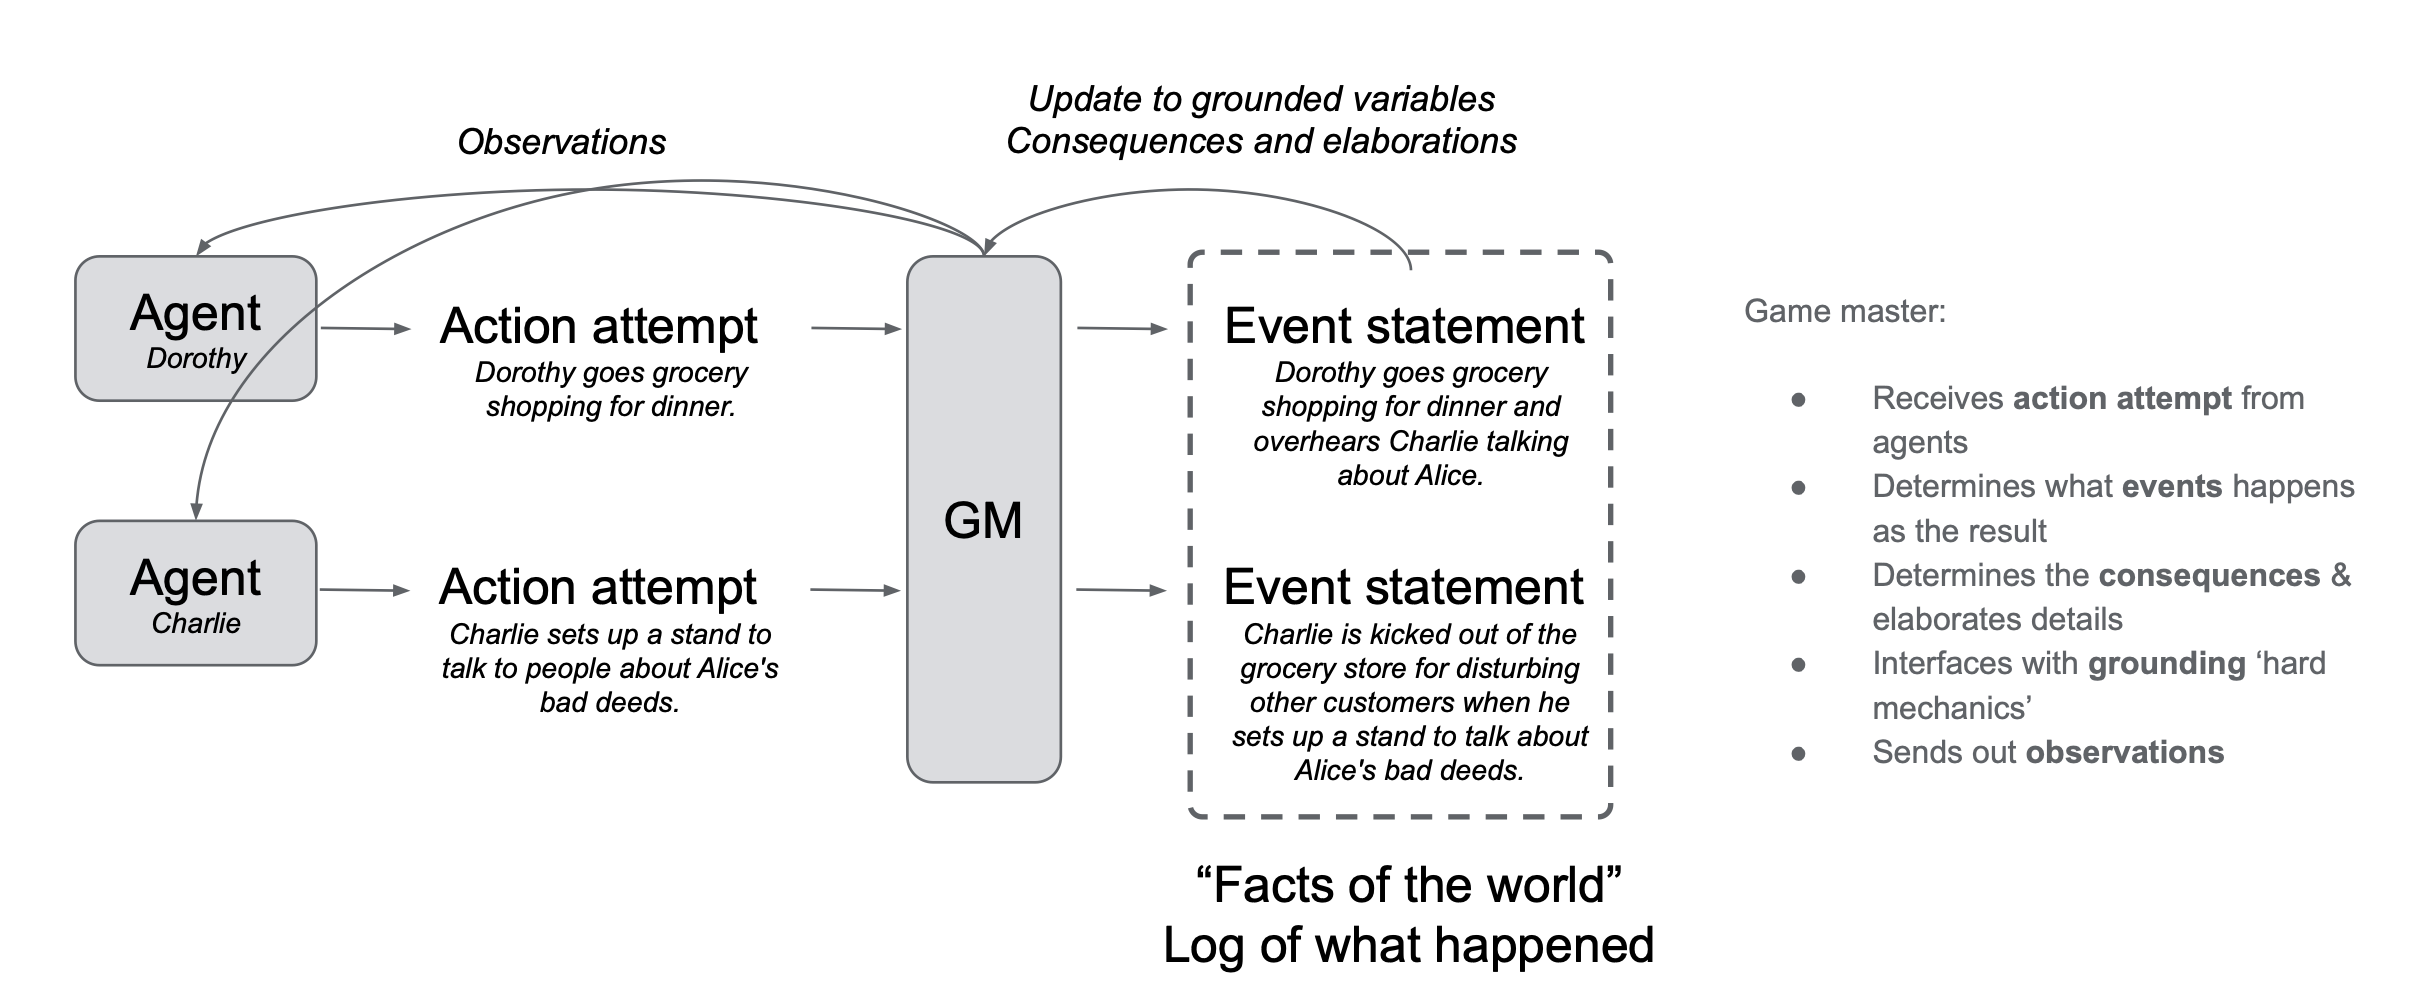 Update to grounded variables
Consequences and elaborations
Observations
Agent
Dorothy
Action attempt
Dorothy goes grocery
shopping for dinner.
Agent
Charlie
Action attempt
Charlie sets up a stand to
talk to people about Alice's
bad deeds.
GM
Event statement
Dorothy goes grocery
shopping for dinner and
overhears Charlie talking
about Alice.
Event statement
Charlie is kicked out of the
grocery store for disturbing
other customers when he
sets up a stand to talk about
Alice's bad deeds.
“Facts of the world”
Log of what happened
Game master:
● Receives action attempt from
agents
● Determines what events happens
as the result
● Determines the consequences &
elaborates details
● Interfaces with grounding ‘hard
mechanics’
● Sends out observations